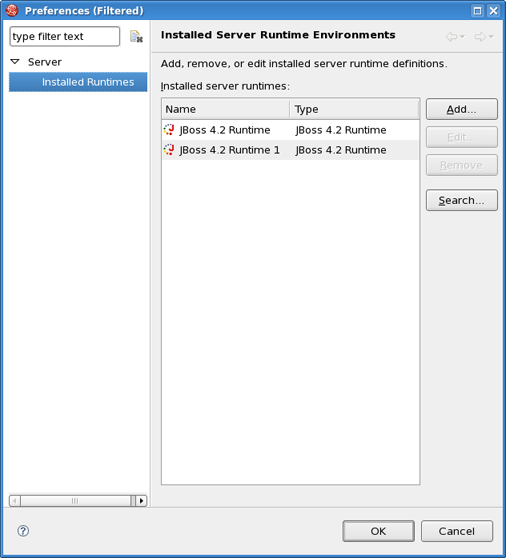 Preferences (Filtered)
type filter text
Server
Installed Runtimes
Installed Server Runtime Environments
Add, remove, or edit installed server runtime definitions.
Installed server runtimes:
Name Type
JBoss 4.2 Runtime JBoss 4.2 Runtime
JBoss 4.2 Runtime 1 JBoss 4.2 Runtime
Add...
Edit...
Remove
Search...
?
OK Cancel